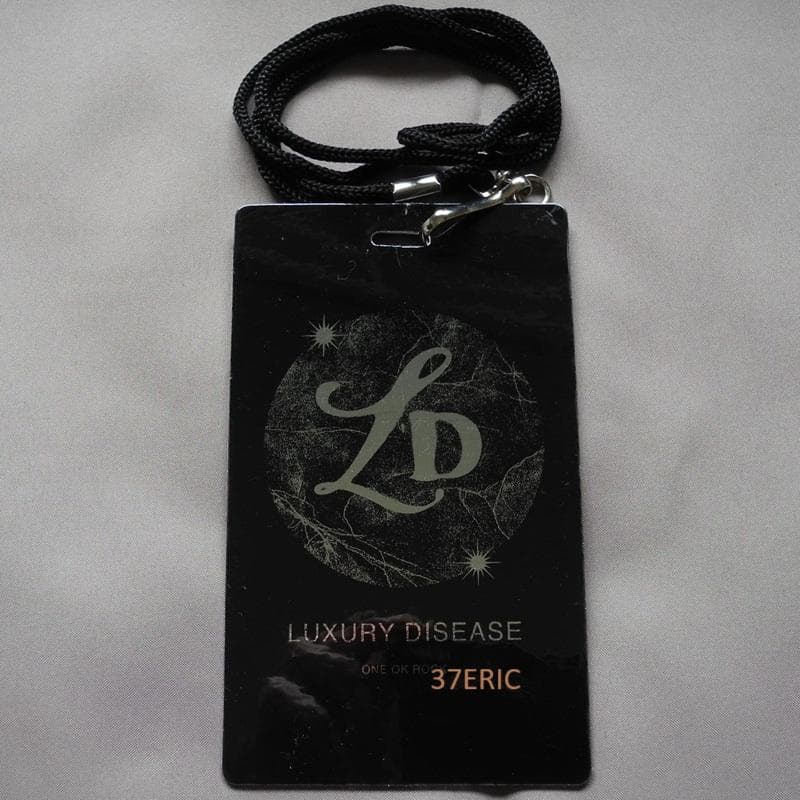 LD
LUXURY DISEASE
ONE OK ROCK
37ERIC